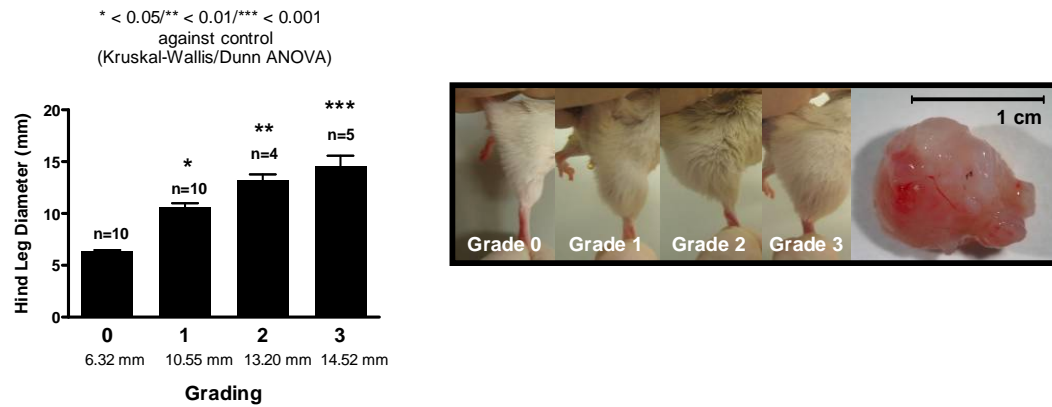 * < 0.05/** < 0.01/*** < 0.001
against control
(Kruskal-Wallis/Dunn ANOVA)
Hind Leg Diameter (mm)
20
15
10
5
0
n=10
*
n=10
**
n=4
***
n=5
0 1 2 3
6.32 mm 10.55 mm 13.20 mm 14.52 mm
Grading
Grade 0 Grade 1 Grade 2 Grade 3
1 cm